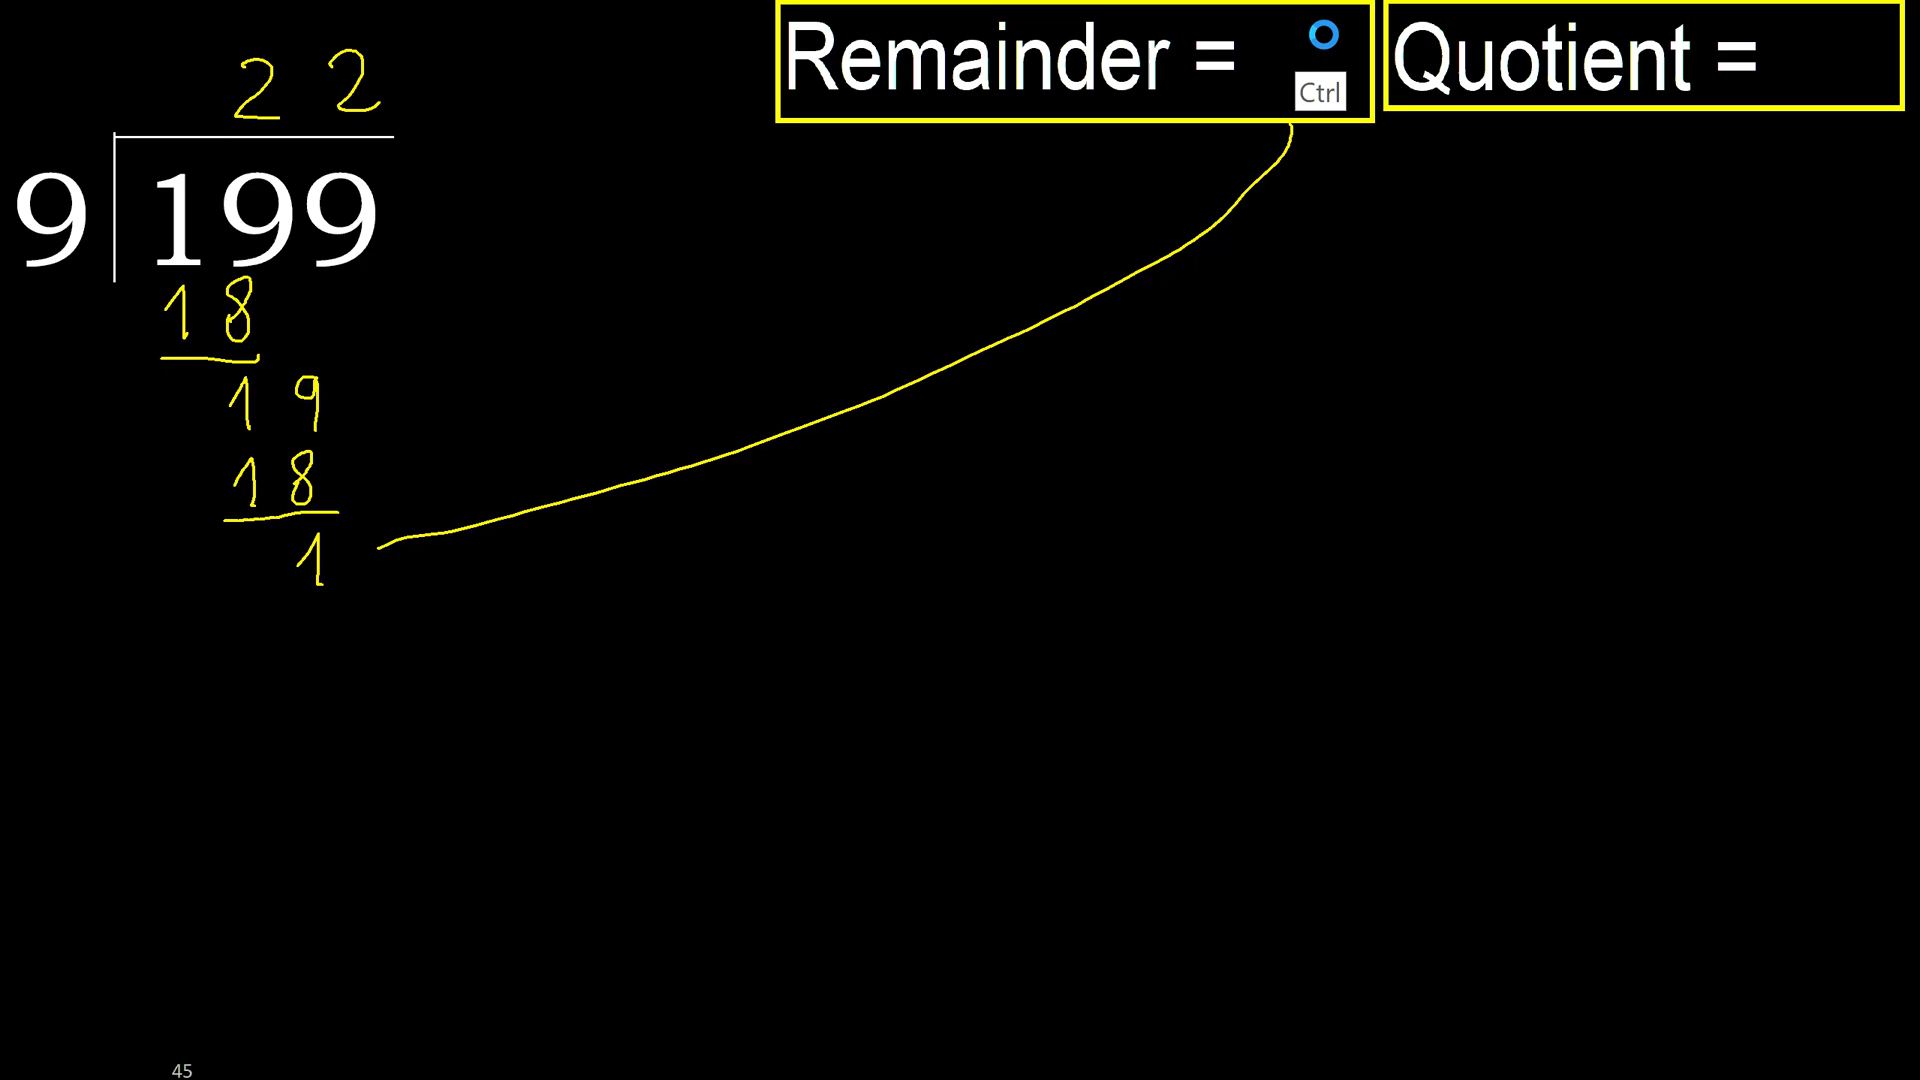 2 2
9 199
18
19
18
1
Remainder =
Ctrl
Quotient =
45